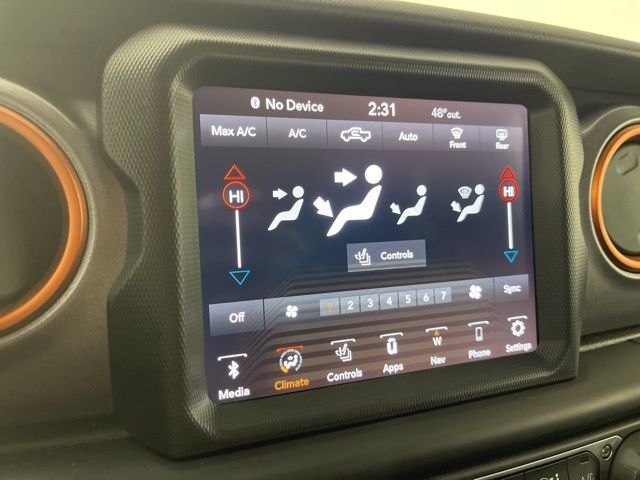 No Device 2:31 48° out.
Max A/C A/C Auto Front Rear
HI HI
Controls
Off 1 2 3 4 5 6 7 Sync
W
Media Climate Controls Apps Nav Phone Settings